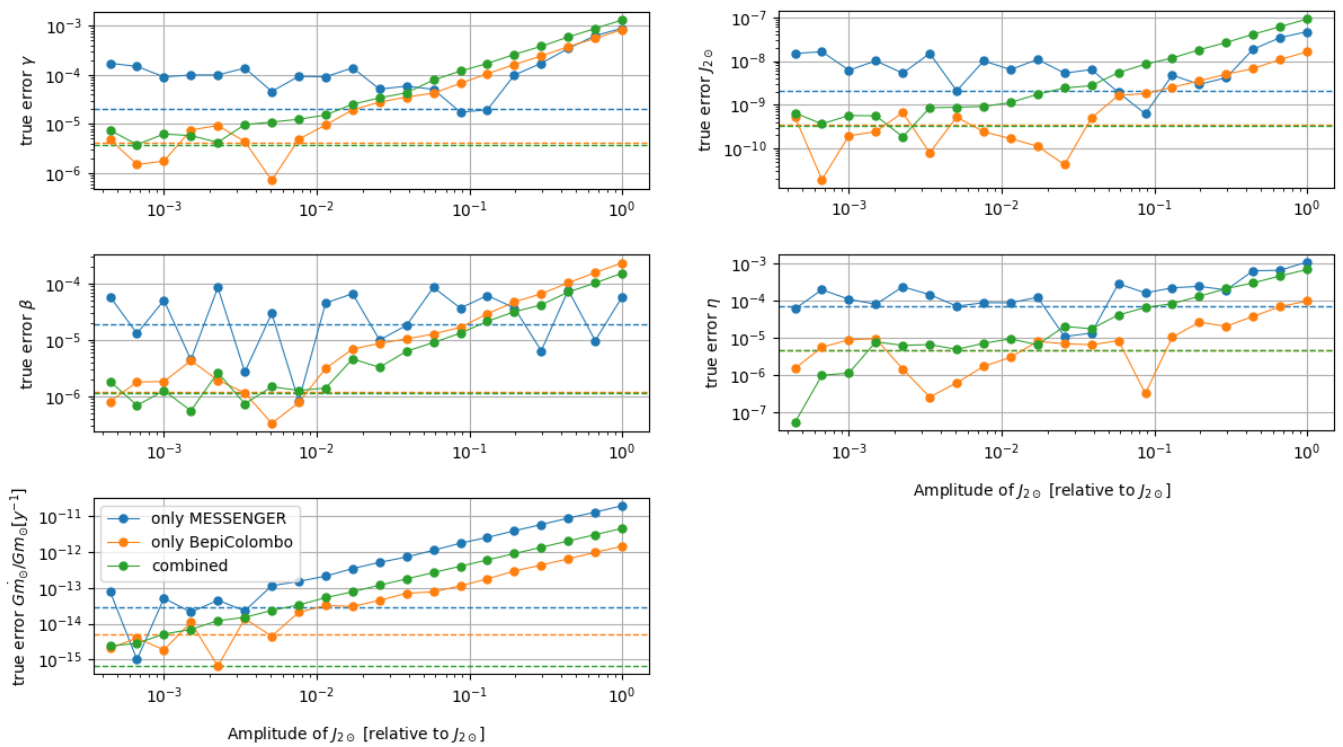 true error γ
10⁻³
10⁻⁴
10⁻⁵
10⁻⁶
10⁻³ 10⁻² 10⁻¹ 10⁰
true error J₂⊙
10⁻⁷
10⁻⁸
10⁻⁹
10⁻¹⁰
10⁻³ 10⁻² 10⁻¹ 10⁰
true error β
10⁻⁴
10⁻⁵
10⁻⁶
10⁻³ 10⁻² 10⁻¹ 10⁰
true error η
10⁻³
10⁻⁴
10⁻⁵
10⁻⁶
10⁻⁷
10⁻³ 10⁻² 10⁻¹ 10⁰
Amplitude of J₂⊙ [relative to J₂⊙]
true error Gṁ⊙/Gm⊙[y⁻¹]
10⁻¹¹
10⁻¹²
10⁻¹³
10⁻¹⁴
10⁻¹⁵
only MESSENGER
only BepiColombo
combined
10⁻³ 10⁻² 10⁻¹ 10⁰
Amplitude of J₂⊙ [relative to J₂⊙]